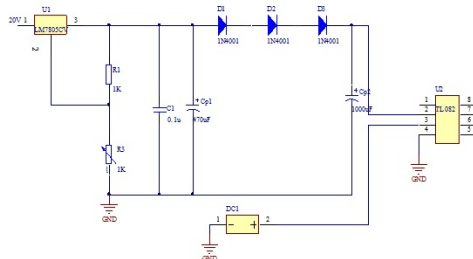 U1
20V 1
LM7805CV
3
2
R1
1K
R3
1
1K
GND
C1
0.1u
Cp1
470uF
D1
1N4001
D2
1N4001
D3
1N4001
Cp2
1000uF
U2
TL082
1
2
3
4
8
7
6
5
GND
DC1
1
2
GND